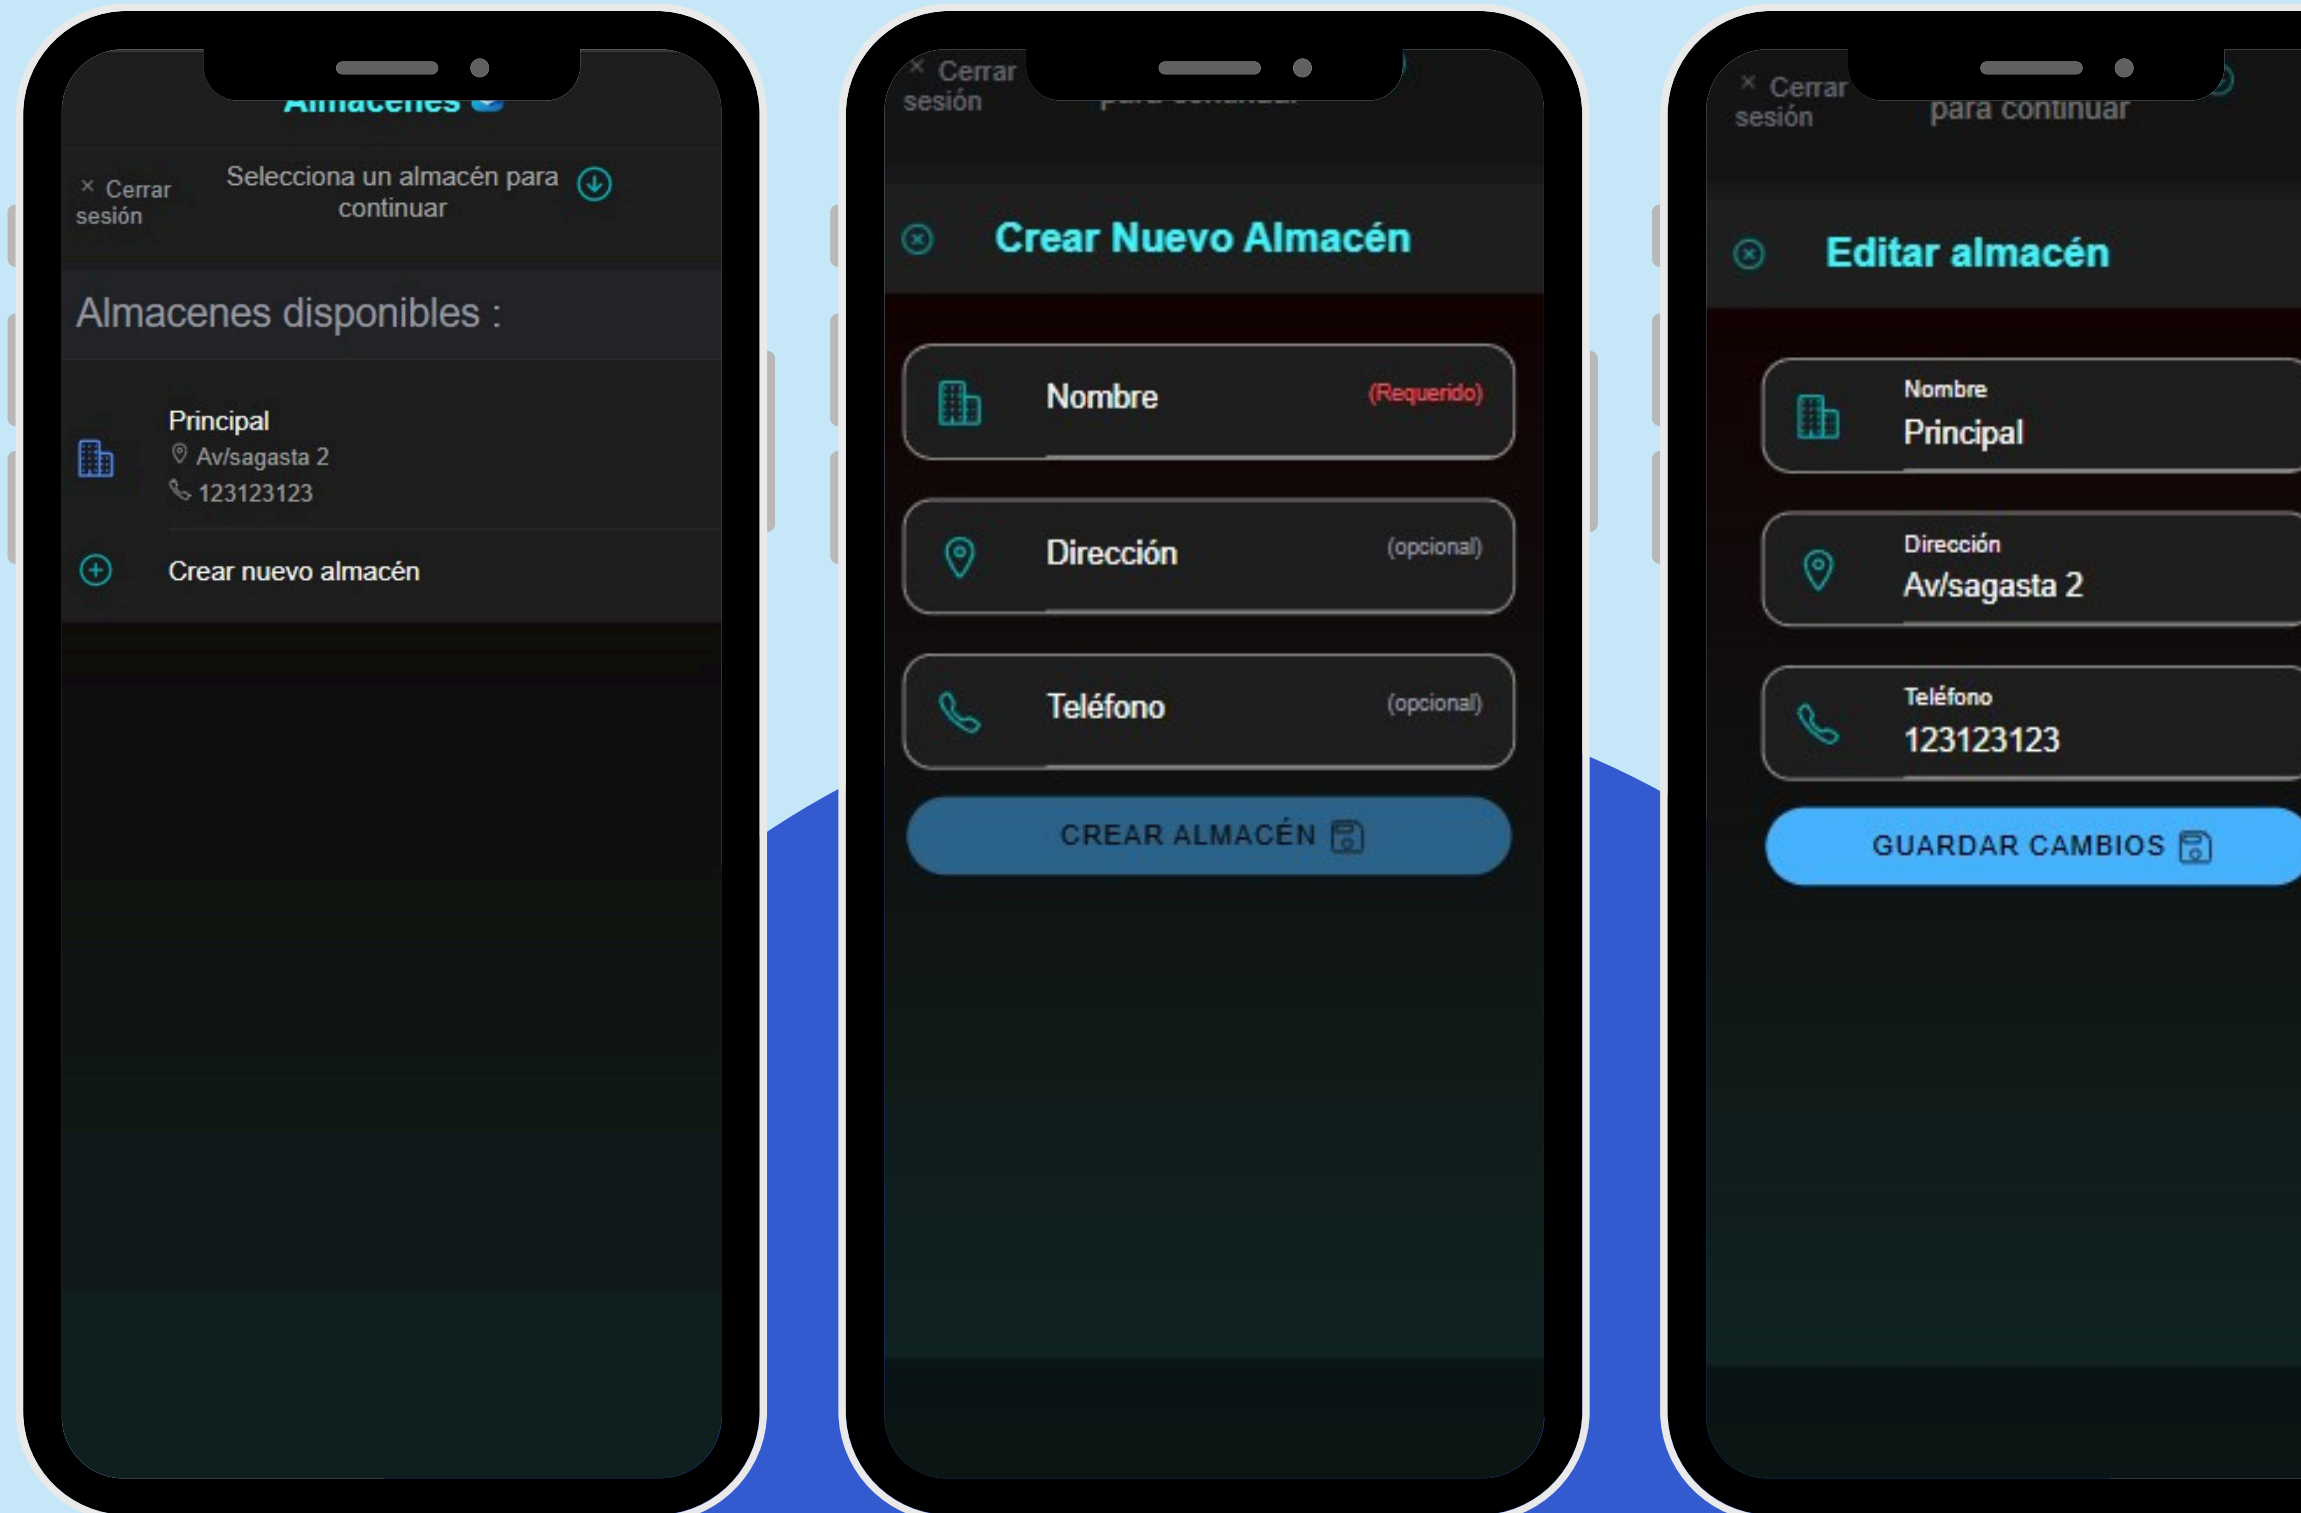 Almacenes
× Cerrar sesión
Selecciona un almacén para
continuar
Almacenes disponibles :
Principal
Av/sagasta 2
123123123
Crear nuevo almacén
× Cerrar
sesión
para continuar
Crear Nuevo Almacén
Nombre (Requerido)
Dirección (opcional)
Teléfono (opcional)
CREAR ALMACÉN
× Cerrar
sesión
para continuar
Editar almacén
Nombre
Principal
Dirección
Av/sagasta 2
Teléfono
123123123
GUARDAR CAMBIOS